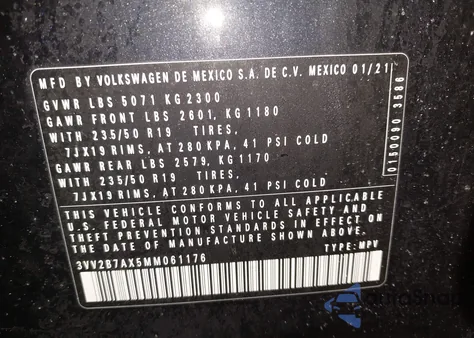 MFD BY VOLKSWAGEN DE MEXICO S.A. DE C.V. MEXICO 01/21
GVWR LBS 5071 KG 2300
GAWR FRONT LBS 2601, KG 1180
WITH 235/50 R19 TIRES,
7JX19 RIMS, AT 280 KPA, 41 PSI COLD
GAWR REAR LBS 2579, KG 1170
WITH 235/50 R19 TIRES,
7JX19 RIMS, AT 280 KPA, 41 PSI COLD
THIS VEHICLE CONFORMS TO ALL APPLICABLE
U.S. FEDERAL MOTOR VEHICLE SAFETY AND
THEFT PREVENTION STANDARDS IN EFFECT ON
THE DATE OF MANUFACTURE SHOWN ABOVE.
3VV2B7AX5MM061176 TYPE: MPV
0150090 3586